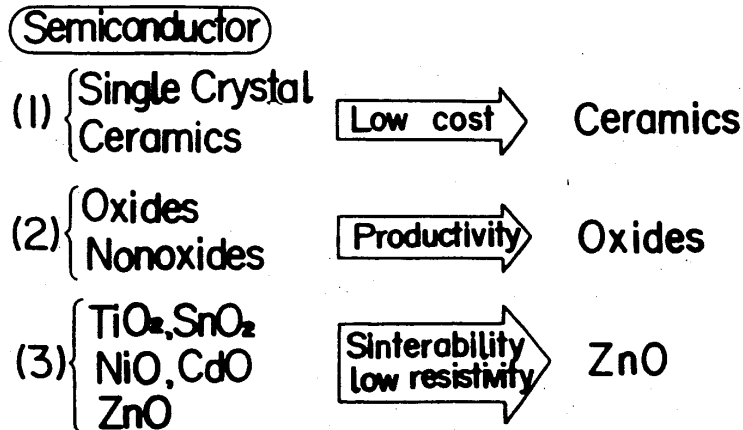 Semiconductor
(1) Single Crystal
Ceramics
Low cost
Ceramics
(2) Oxides
Nonoxides
Productivity
Oxides
(3) TiO₂, SnO₂
NiO, CdO
ZnO
Sinterability
low resistivity
ZnO